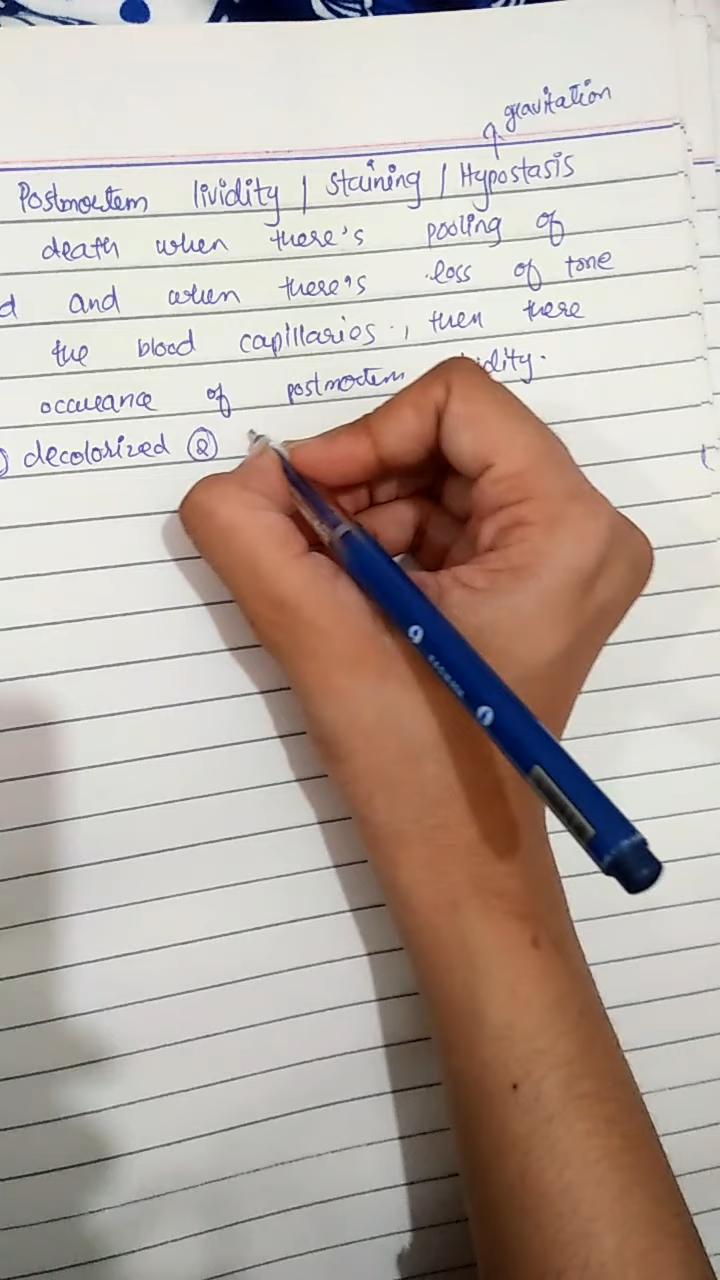 gravitation
Postmortem lividity / Staining / Hypostasis
death when there's pooling of
d and when there's loss of tone
the blood capillaries, then there
occurance of postmortem idity.
decolorized ②